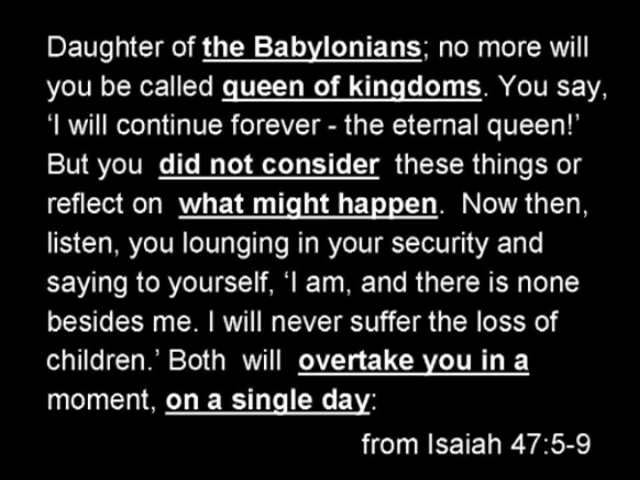 Daughter of the Babylonians; no more will
you be called queen of kingdoms. You say,
‘I will continue forever - the eternal queen!’
But you did not consider these things or
reflect on what might happen. Now then,
listen, you lounging in your security and
saying to yourself, ‘I am, and there is none
besides me. I will never suffer the loss of
children.’ Both will overtake you in a
moment, on a single day:
from Isaiah 47:5-9